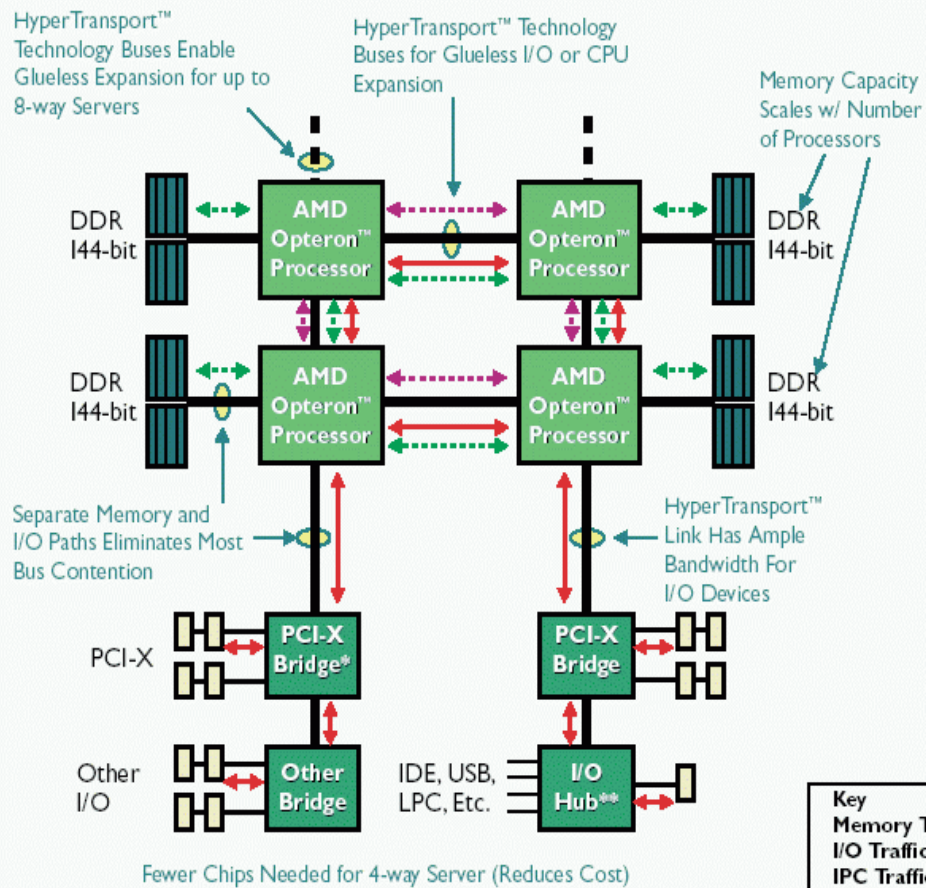 HyperTransport™
Technology Buses Enable
Glueless Expansion for up to
8-way Servers
HyperTransport™ Technology
Buses for Glueless I/O or CPU
Expansion
Memory Capacity
Scales w/ Number
of Processors
DDR
144-bit
AMD
Opteron™
Processor
AMD
Opteron™
Processor
DDR
144-bit
DDR
144-bit
AMD
Opteron™
Processor
AMD
Opteron™
Processor
DDR
144-bit
Separate Memory and
I/O Paths Eliminates Most
Bus Contention
HyperTransport™
Link Has Ample
Bandwidth For
I/O Devices
PCI-X
PCI-X
Bridge*
PCI-X
Bridge
Other
I/O
Other
Bridge
IDE, USB,
LPC, Etc.
I/O
Hub**
Key
Memory T
I/O Traffic
IPC Traffic
Fewer Chips Needed for 4-way Server (Reduces Cost)